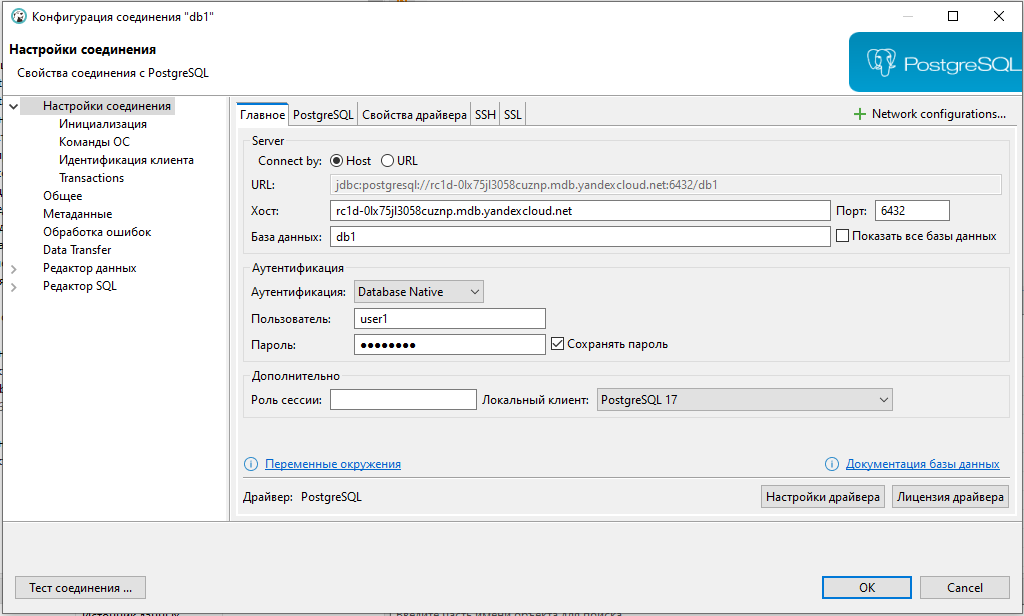 Конфигурация соединения "db1"
Настройки соединения
Свойства соединения с PostgreSQL
PostgreSQL
Настройки соединения
Инициализация
Команды ОС
Идентификация клиента
Transactions
Общее
Метаданные
Обработка ошибок
Data Transfer
Редактор данных
Редактор SQL
Главное PostgreSQL Свойства драйвера SSH SSL Network configurations...
Server
Connect by: Host URL
URL: jdbc:postgresql://rc1d-0lx75jl3058cuznp.mdb.yandexcloud.net:6432/db1
Хост: rc1d-0lx75jl3058cuznp.mdb.yandexcloud.net Порт: 6432
База данных: db1 Показать все базы данных
Аутентификация
Аутентификация: Database Native
Пользователь: user1
Пароль: ●●●●●●●● Сохранять пароль
Дополнительно
Роль сессии: Локальный клиент: PostgreSQL 17
Переменные окружения Документация базы данных
Драйвер: PostgreSQL Настройки драйвера Лицензия драйвера
Тест соединения ... OK Cancel